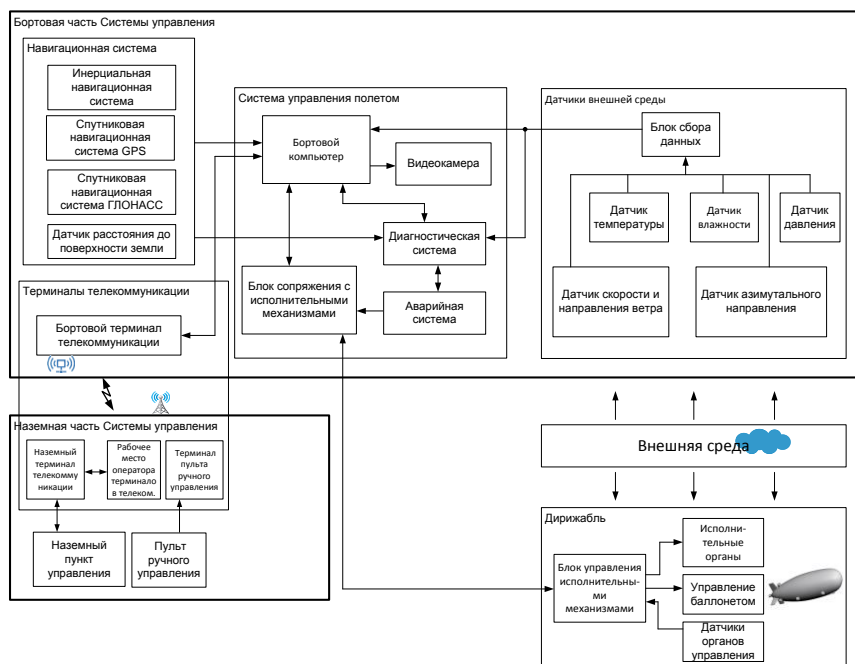 Бортовая часть Системы управления
Навигационная система
Инерциальная
навигационная
система
Спутниковая
навигационная
система GPS
Спутниковая
навигационная
система ГЛОНАСС
Датчик расстояния до
поверхности земли
Система управления полетом
Бортовой
компьютер
Видеокамера
Диагностическая
система
Блок сопряжения с
исполнительными
механизмами
Аварийная
система
Датчики внешней среды
Блок сбора
данных
Датчик
температуры
Датчик
влажности
Датчик
давления
Датчик скорости и
направления ветра
Датчик азимутального
направления
Терминалы телекоммуникации
Бортовой терминал
телекоммуникации
Наземная часть Системы управления
Наземный
терминал
телекомму
никации
Рабочее
место
оператора
терминало
в телеком.
Терминал
пульта
ручного
управления
Наземный
пункт
управления
Пульт
ручного
управления
Внешняя среда
Дирижабль
Блок управления
исполнительны-
ми
механизмами
Исполни-
тельные
органы
Управление
баллонетом
Датчики
органов
управления